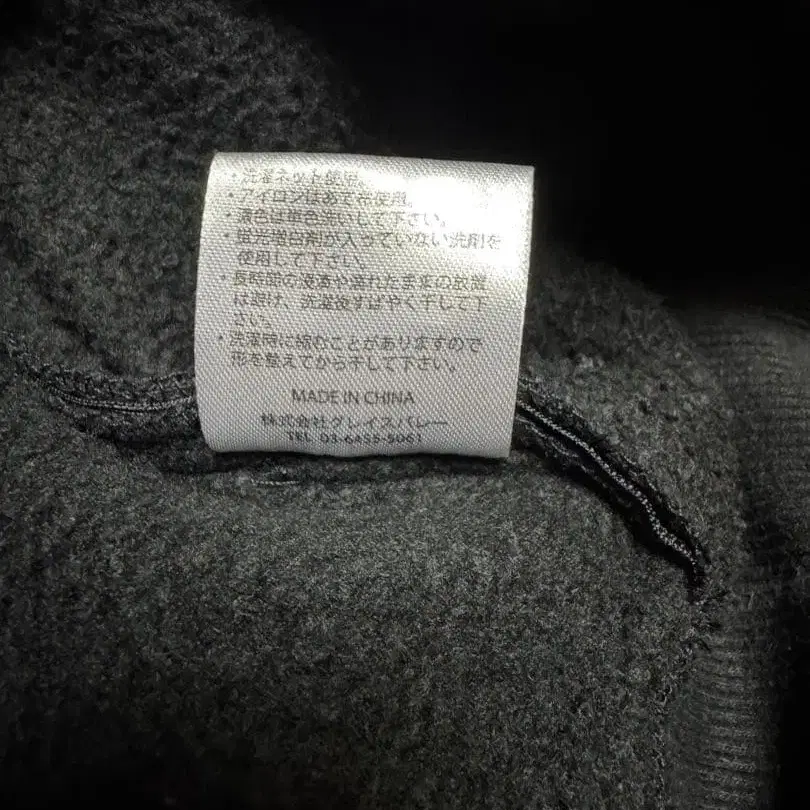 ・洗濯ネット使用。
・アイロンはあて布使用。
・濃色は単色洗いして下さい。
・蛍光増白剤が入っていない洗剤を
使用して下さい。
・長時間の浸漬や濡れたままの放置
は避け、洗濯後すばやく干して下
さい。
・洗濯時に縮むことがありますので
形を整えてから干して下さい。
MADE IN CHINA
株式会社グレイスバレー
TEL 03-6455-5061